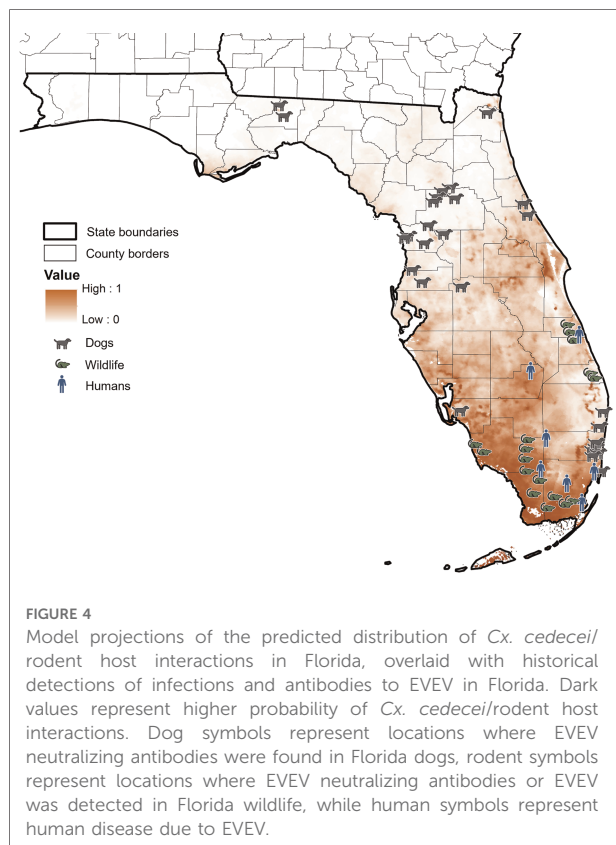 State boundaries
County borders
Value
High : 1
Low : 0
Dogs
Wildlife
Humans
FIGURE 4
Model projections of the predicted distribution of Cx. cedecei/
rodent host interactions in Florida, overlaid with historical
detections of infections and antibodies to EVEV in Florida. Dark
values represent higher probability of Cx. cedecei/rodent host
interactions. Dog symbols represent locations where EVEV
neutralizing antibodies were found in Florida dogs, rodent symbols
represent locations where EVEV neutralizing antibodies or EVEV
was detected in Florida wildlife, while human symbols represent
human disease due to EVEV.